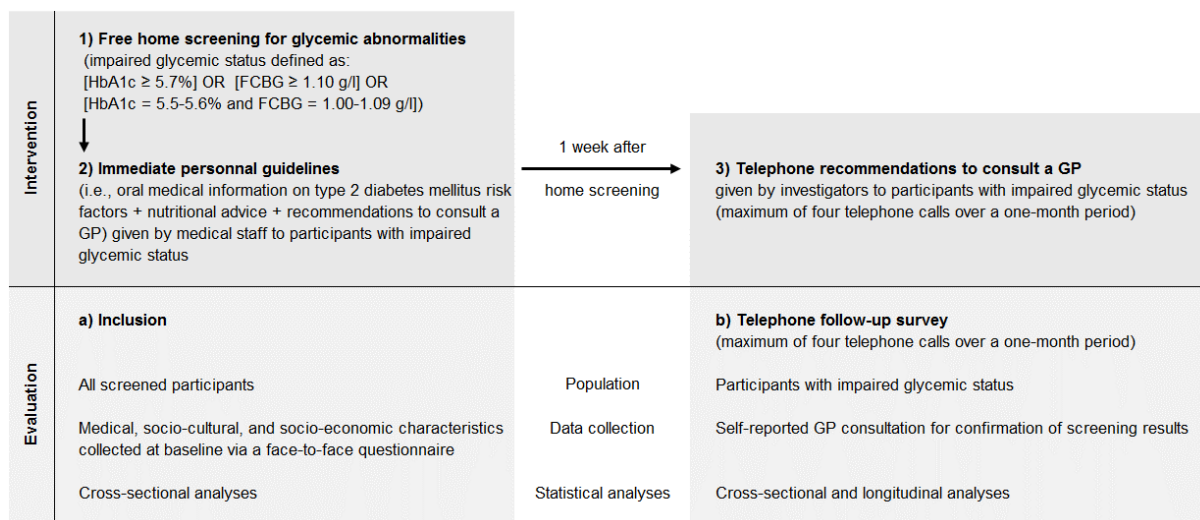 Intervention
1) Free home screening for glycemic abnormalities
(impaired glycemic status defined as:
[HbA1c ≥ 5.7%] OR [FCBG ≥ 1.10 g/l] OR
[HbA1c = 5.5-5.6% and FCBG = 1.00-1.09 g/l])
2) Immediate personnal guidelines
(i.e., oral medical information on type 2 diabetes mellitus risk
factors + nutritional advice + recommendations to consult a
GP) given by medical staff to participants with impaired
glycemic status
1 week after
home screening
3) Telephone recommendations to consult a GP
given by investigators to participants with impaired glycemic status
(maximum of four telephone calls over a one-month period)
Evaluation
a) Inclusion
b) Telephone follow-up survey
(maximum of four telephone calls over a one-month period)
All screened participants
Population
Participants with impaired glycemic status
Medical, socio-cultural, and socio-economic characteristics
collected at baseline via a face-to-face questionnaire
Data collection
Self-reported GP consultation for confirmation of screening results
Cross-sectional analyses
Statistical analyses
Cross-sectional and longitudinal analyses